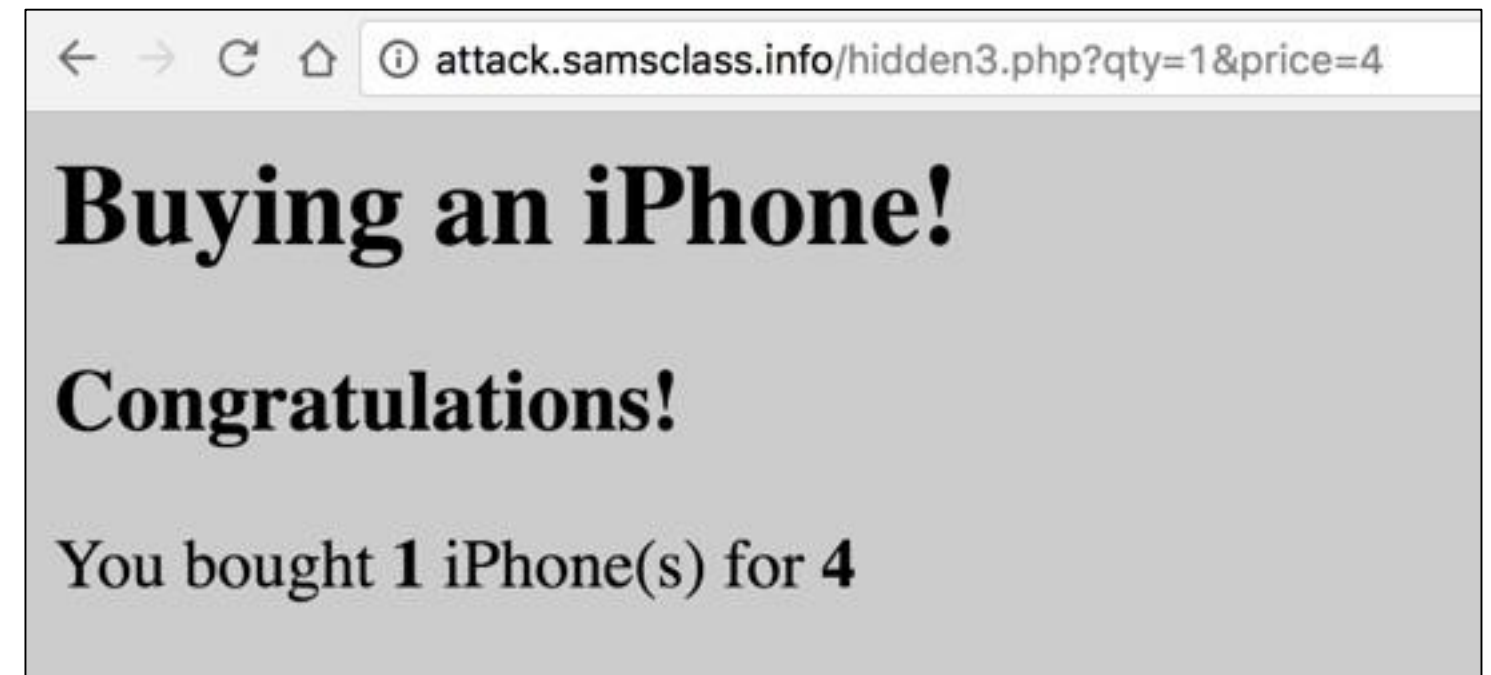 attack.samsclass.info/hidden3.php?qty=1&price=4
Buying an iPhone!
Congratulations!
You bought 1 iPhone(s) for 4